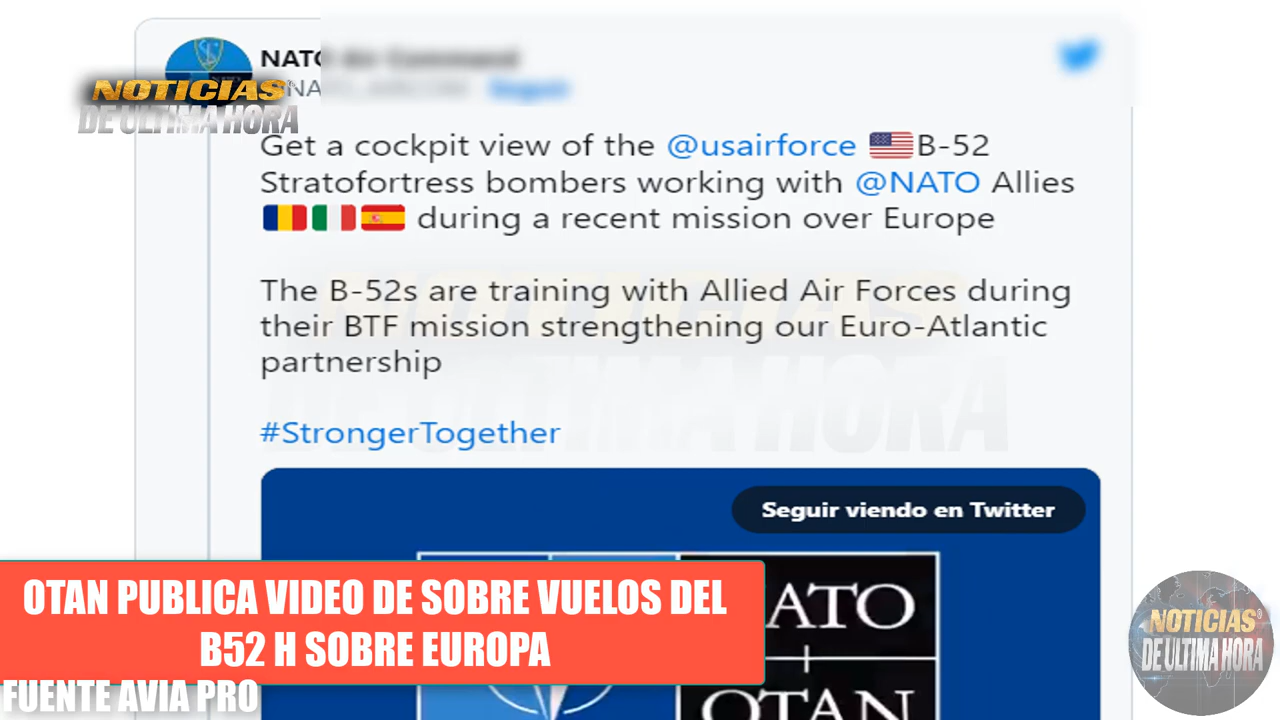 NATO Air Command
Seguir
NOTICIAS
DE ULTIMA HORA
Get a cockpit view of the @usairforce 🇺🇸B-52
Stratofortress bombers working with @NATO Allies
🇷🇴🇮🇹🇪🇸 during a recent mission over Europe
The B-52s are training with Allied Air Forces during
their BTF mission strengthening our Euro-Atlantic
partnership
#StrongerTogether
Seguir viendo en Twitter
NATO
OTAN
OTAN PUBLICA VIDEO DE SOBRE VUELOS DEL
B52 H SOBRE EUROPA
FUENTE AVIA PRO
NOTICIAS
DE ULTIMA HORA